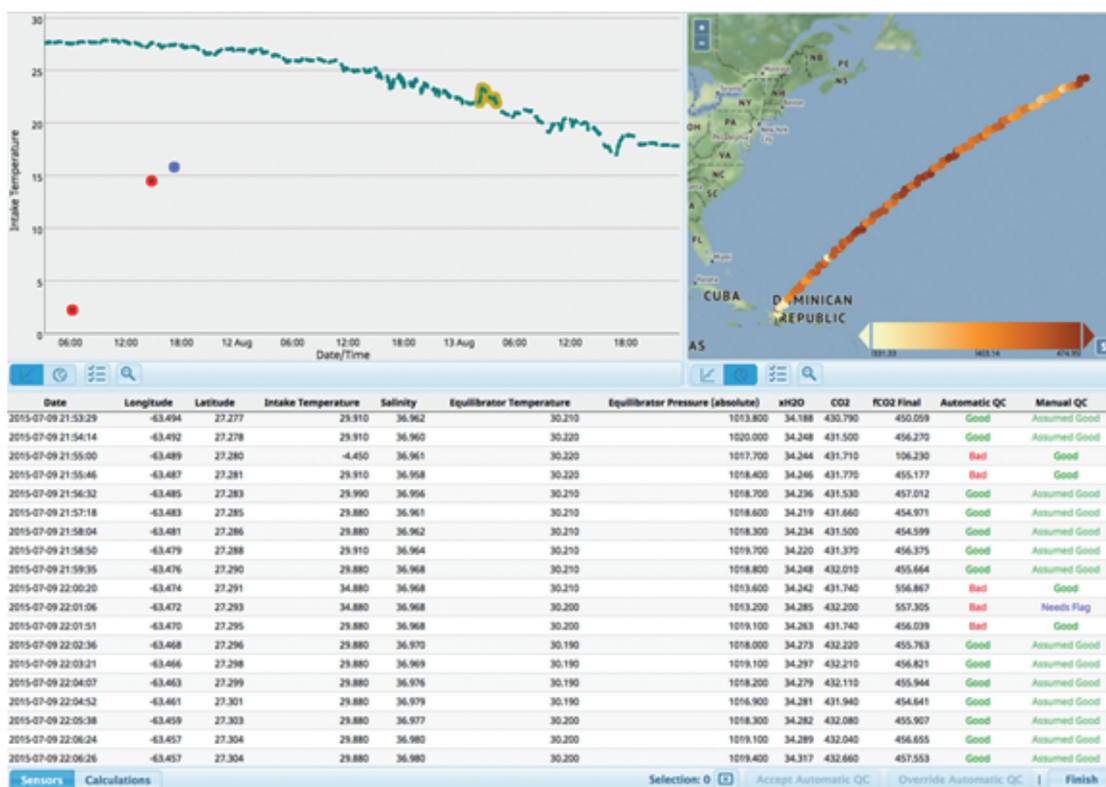 30
25
20
15
10
5
0
Intake Temperature
06:00 12:00 18:00 12 Aug 06:00 12:00 18:00 13 Aug 06:00 12:00 18:00
Date/Time
+
−
NB PE
NS
Montreal
Toronto
NH
Boston
NY
OH PA
Philadelphia New York
City
VA
NC
SC
A
FL
Miami
Havana
CUBA
DOMINICAN
REPUBLIC
AS
1403.14 474.95
Date Longitude Latitude Intake Temperature Salinity Equilibrator Temperature Equilibrator Pressure (absolute) xH2O CO2 fCO2 Final Automatic QC Manual QC
2015-07-09 21:53:29 -63.494 27.277 29.910 36.962 30.210 1013.800 34.188 430.790 450.059 Good Assumed Good
2015-07-09 21:54:14 -63.492 27.278 29.910 36.960 30.220 1020.000 34.248 431.500 456.270 Good Assumed Good
2015-07-09 21:55:00 -63.489 27.280 -4.450 36.961 30.220 1017.700 34.244 431.710 106.230 Bad Good
2015-07-09 21:55:46 -63.487 27.281 29.910 36.958 30.220 1018.400 34.246 431.770 455.177 Bad Good
2015-07-09 21:56:32 -63.485 27.283 29.990 36.956 30.210 1018.700 34.236 431.530 457.012 Good Assumed Good
2015-07-09 21:57:18 -63.483 27.285 29.880 36.961 30.210 1018.600 34.219 431.660 454.971 Good Assumed Good
2015-07-09 21:58:04 -63.481 27.286 29.880 36.962 30.210 1018.300 34.234 431.500 454.599 Good Assumed Good
2015-07-09 21:58:50 -63.479 27.288 29.910 36.964 30.210 1019.700 34.220 431.370 456.375 Good Assumed Good
2015-07-09 21:59:35 -63.476 27.290 29.880 36.968 30.210 1018.800 34.248 432.010 455.664 Good Assumed Good
2015-07-09 22:00:20 -63.474 27.291 34.880 36.968 30.210 1013.600 34.242 431.740 556.867 Bad Good
2015-07-09 22:01:06 -63.472 27.293 34.880 36.968 30.200 1013.200 34.285 432.200 557.305 Bad Needs Flag
2015-07-09 22:01:51 -63.470 27.295 29.880 36.968 30.200 1019.100 34.263 431.740 456.039 Bad Good
2015-07-09 22:02:36 -63.468 27.296 29.880 36.970 30.190 1018.000 34.273 432.220 455.763 Good Assumed Good
2015-07-09 22:03:21 -63.466 27.298 29.880 36.969 30.190 1019.100 34.297 432.210 456.821 Good Assumed Good
2015-07-09 22:04:07 -63.463 27.299 29.880 36.976 30.190 1018.200 34.279 432.110 455.944 Good Assumed Good
2015-07-09 22:04:52 -63.461 27.301 29.880 36.979 30.190 1016.900 34.281 431.940 454.641 Good Assumed Good
2015-07-09 22:05:38 -63.459 27.303 29.880 36.977 30.200 1018.300 34.282 432.080 455.907 Good Assumed Good
2015-07-09 22:06:24 -63.457 27.304 29.880 36.980 30.200 1019.100 34.289 432.040 456.655 Good Assumed Good
2015-07-09 22:06:26 -63.457 27.304 29.880 36.980 30.200 1019.400 34.317 432.660 457.553 Good Assumed Good
Sensors Calculations Selection: 0 Accept Automatic QC Override Automatic QC | Finish